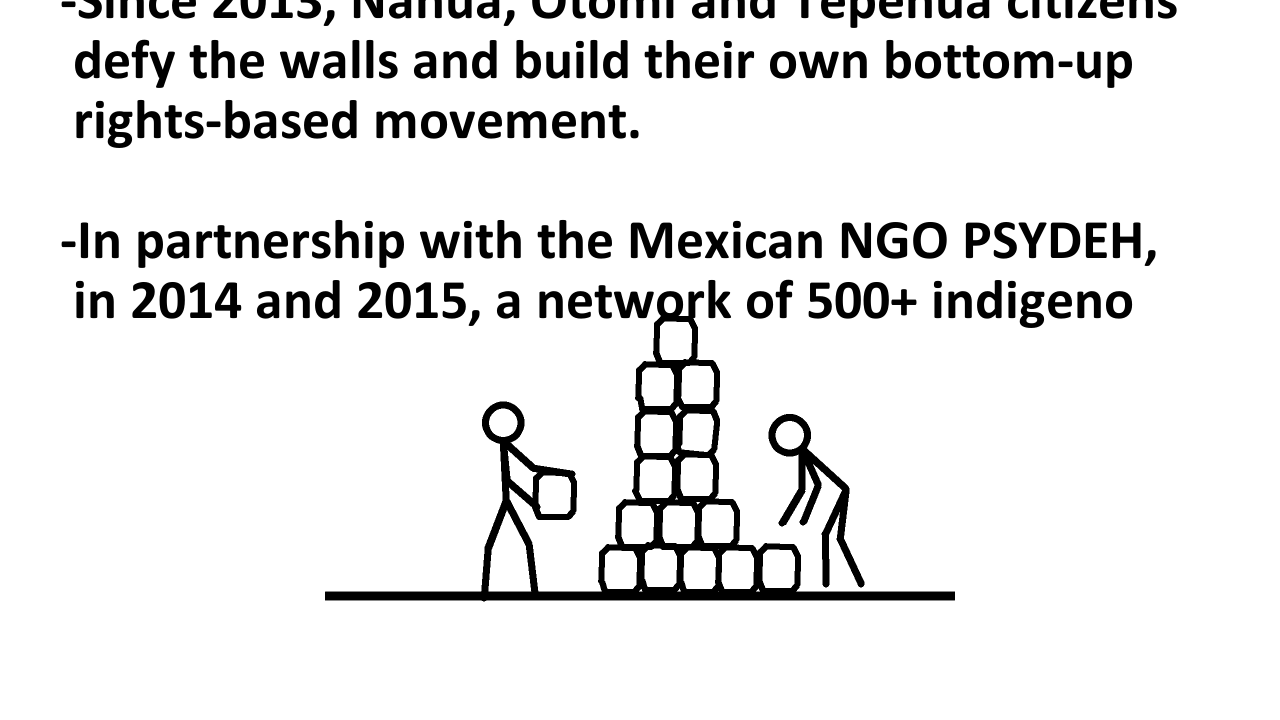 -Since 2013, Nahua, Otomi and Tepehua citizens
defy the walls and build their own bottom-up
rights-based movement.
-In partnership with the Mexican NGO PSYDEH,
in 2014 and 2015, a network of 500+ indigeno